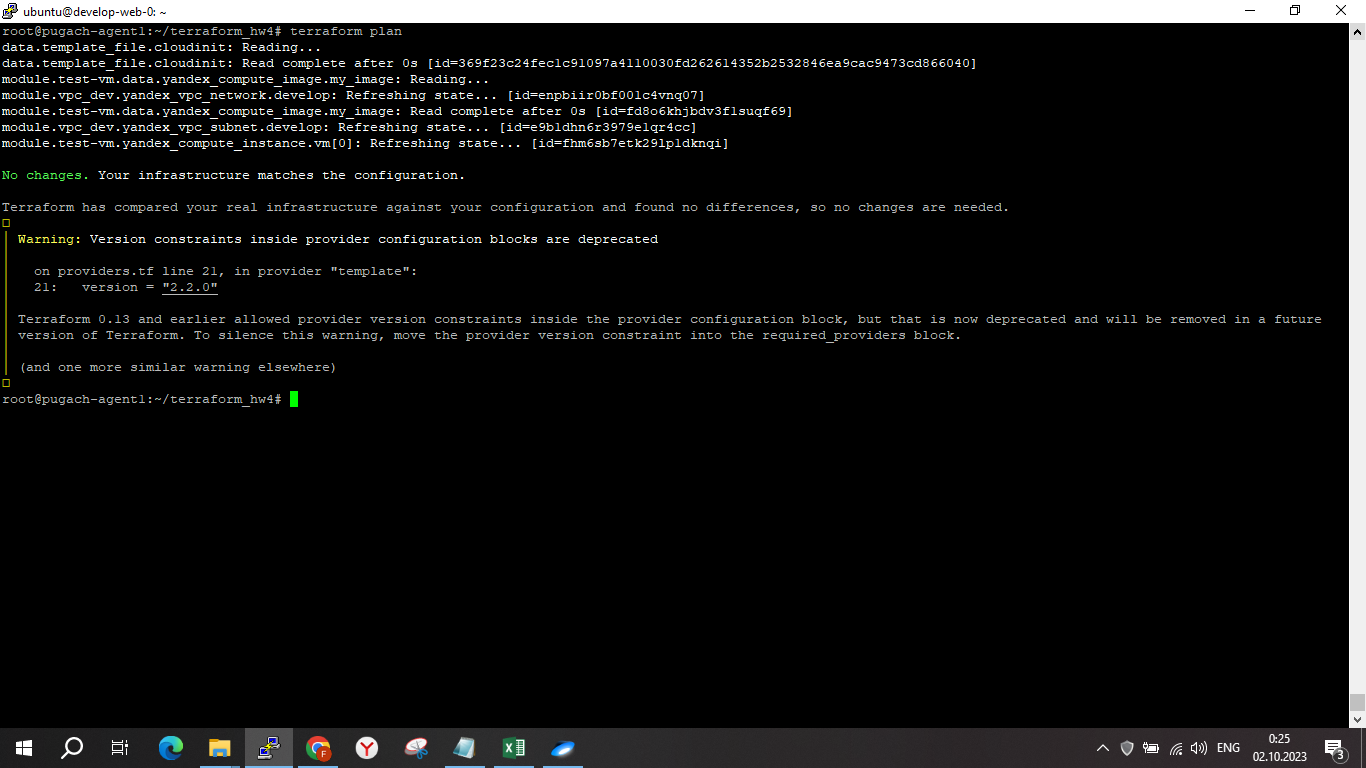 ubuntu@develop-web-0: ~
root@pugach-agent1:~/terraform_hw4# terraform plan
data.template_file.cloudinit: Reading...
data.template_file.cloudinit: Read complete after 0s [id=369f23c24fec1c91097a4110030fd262614352b2532846ea9cac9473cd866040]
module.test-vm.data.yandex_compute_image.my_image: Reading...
module.vpc_dev.yandex_vpc_network.develop: Refreshing state... [id=enpbiir0bf001c4vnq07]
module.test-vm.data.yandex_compute_image.my_image: Read complete after 0s [id=fd8o6khjbdv3f1suqf69]
module.vpc_dev.yandex_vpc_subnet.develop: Refreshing state... [id=e9b1dhn6r3979e1qr4cc]
module.test-vm.yandex_compute_instance.vm[0]: Refreshing state... [id=fhm6sb7etk291p1dknqi]
No changes. Your infrastructure matches the configuration.
Terraform has compared your real infrastructure against your configuration and found no differences, so no changes are needed.
Warning: Version constraints inside provider configuration blocks are deprecated
on providers.tf line 21, in provider "template":
21:   version = "2.2.0"
Terraform 0.13 and earlier allowed provider version constraints inside the provider configuration block, but that is now deprecated and will be removed in a future
version of Terraform. To silence this warning, move the provider version constraint into the required_providers block.
(and one more similar warning elsewhere)
root@pugach-agent1:~/terraform_hw4#
ENG
0:25
02.10.2023
3